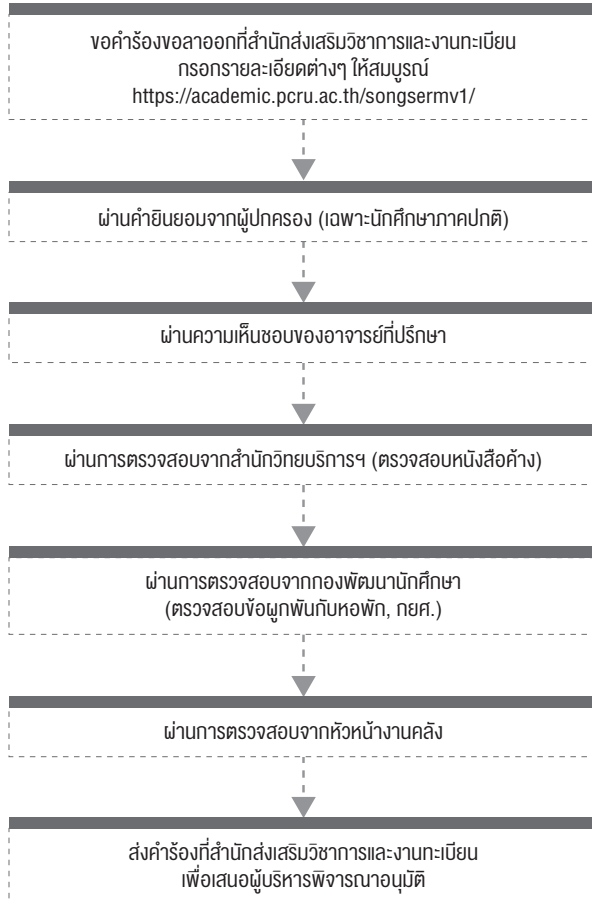 ขอคำร้องขอลาออกที่สำนักส่งเสริมวิชาการและงานทะเบียน
กรอกรายละเอียดต่างๆ ให้สมบูรณ์
https://academic.pcru.ac.th/songsermv1/
ผ่านคำยินยอมจากผู้ปกครอง (เฉพาะนักศึกษาภาคปกติ)
ผ่านความเห็นชอบของอาจารย์ที่ปรึกษา
ผ่านการตรวจสอบจากสำนักวิทยบริการฯ (ตรวจสอบหนังสือค้าง)
ผ่านการตรวจสอบจากกองพัฒนานักศึกษา
(ตรวจสอบข้อผูกพันกับหอพัก, กยศ.)
ผ่านการตรวจสอบจากหัวหน้างานคลัง
ส่งคำร้องที่สำนักส่งเสริมวิชาการและงานทะเบียน
เพื่อเสนอผู้บริหารพิจารณาอนุมัติ